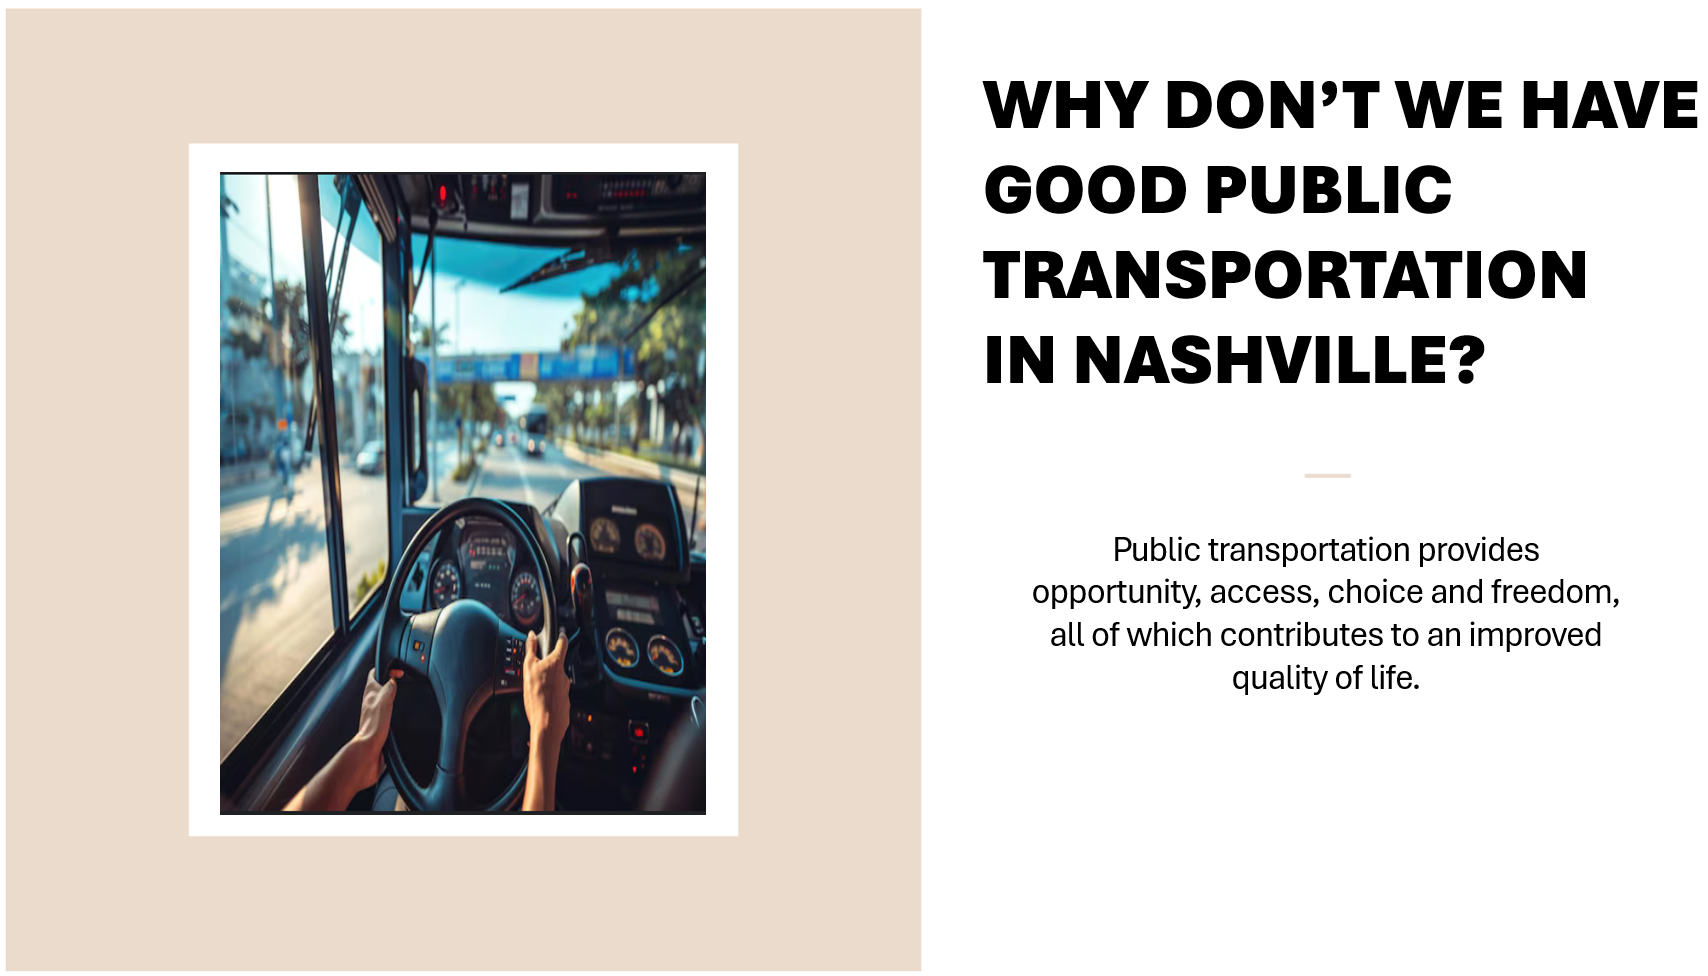 WHY DON’T WE HAVE
GOOD PUBLIC
TRANSPORTATION
IN NASHVILLE?
Public transportation provides
opportunity, access, choice and freedom,
all of which contributes to an improved
quality of life.